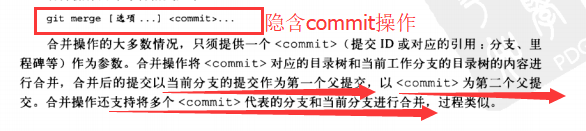 git merge [选项 ...] <commit>...
隐含commit操作
合并操作的大多数情况，只须提供一个 <commit>（提交 ID 或对应的引用：分支、里
程碑等）作为参数。合并操作将 <commit> 对应的目录树和当前工作分支的目录树的内容进
行合并，合并后的提交以当前分支的提交作为第一个父提交，以 <commit> 为第二个父提
交。合并操作还支持将多个 <commit> 代表的分支和当前分支进行合并，过程类似。